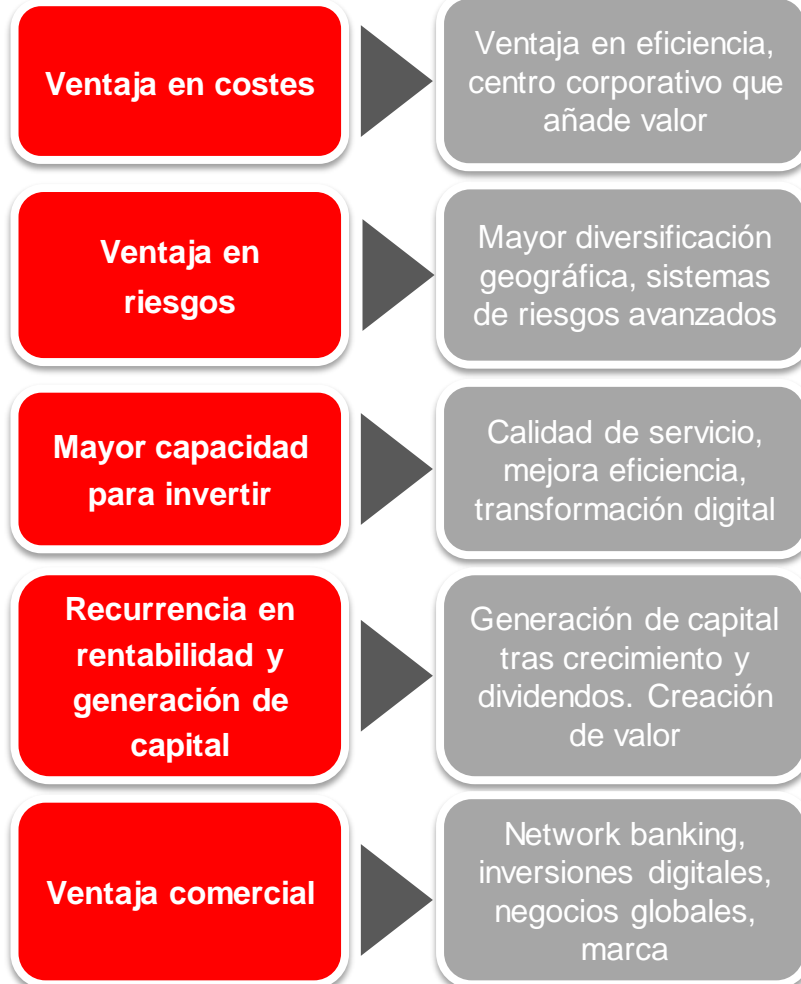 Ventaja en costes
Ventaja en eficiencia,
centro corporativo que
añade valor
Ventaja en
riesgos
Mayor diversificación
geográfica, sistemas
de riesgos avanzados
Mayor capacidad
para invertir
Calidad de servicio,
mejora eficiencia,
transformación digital
Recurrencia en
rentabilidad y
generación de
capital
Generación de capital
tras crecimiento y
dividendos. Creación
de valor
Ventaja comercial
Network banking,
inversiones digitales,
negocios globales,
marca